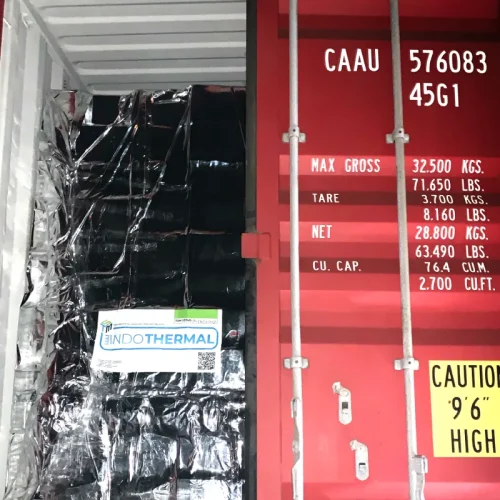 CAAU 576083
45G1
MAX GROSS 32.500 KGS.
71.650 LBS.
TARE 3.700 KGS.
8.160 LBS.
NET 28.800 KGS.
63.490 LBS.
CU. CAP. 76.4 CU.M.
2.700 CU.FT.
INDOTHERMAL
CAUTION
9'6"
HIGH